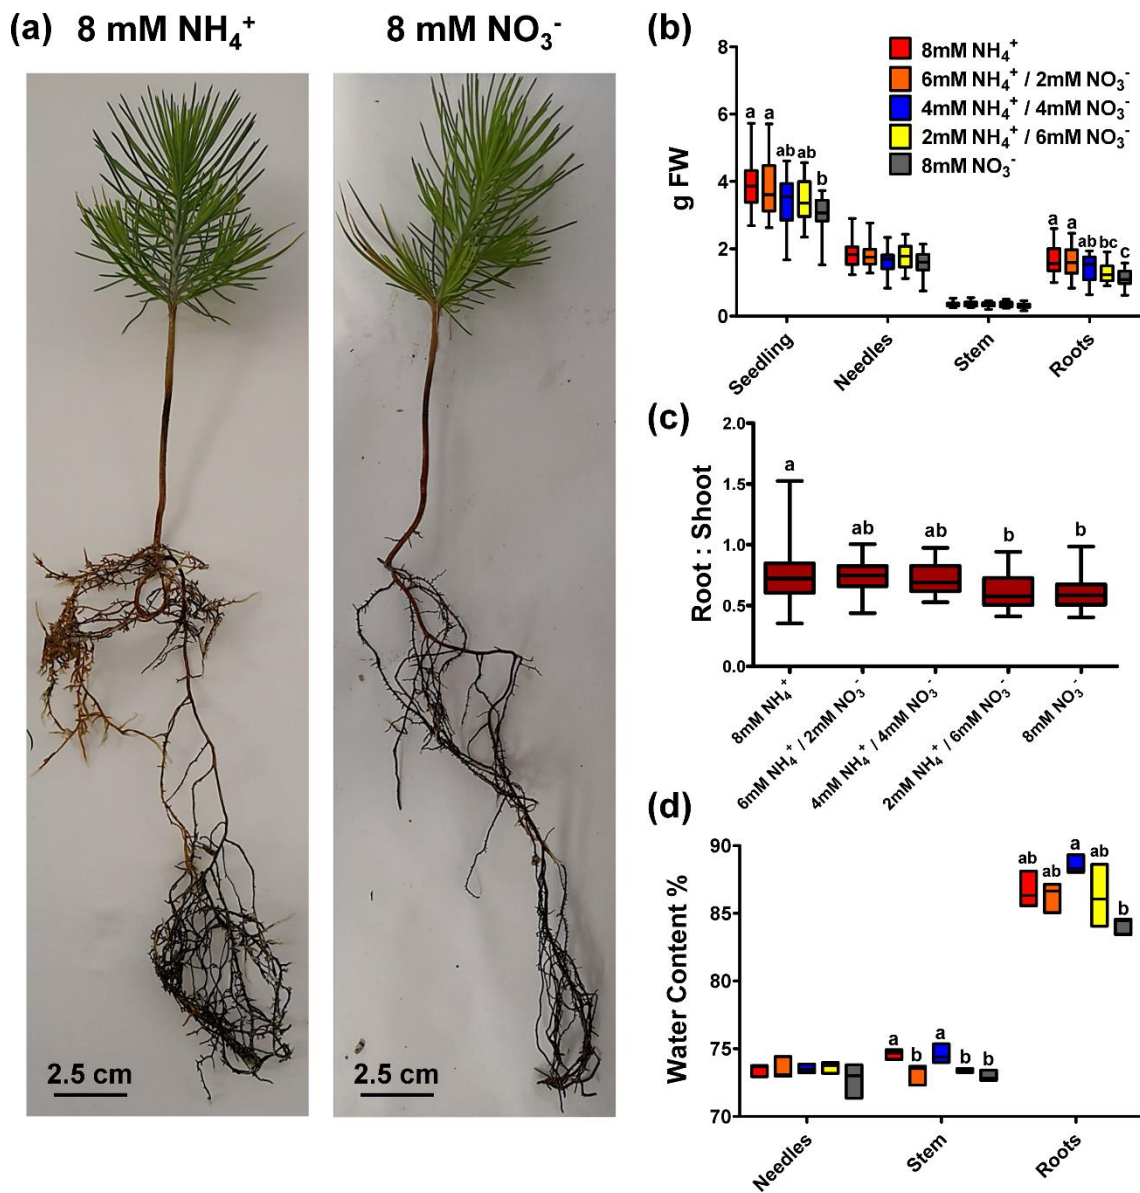 (a) 8 mM NH₄⁺ 8 mM NO₃⁻
2.5 cm 2.5 cm
(b)
8mM NH₄⁺
6mM NH₄⁺ / 2mM NO₃⁻
4mM NH₄⁺ / 4mM NO₃⁻
2mM NH₄⁺ / 6mM NO₃⁻
8mM NO₃⁻
g FW
8
6
4
2
0
a a ab ab b
a a ab bc c
Seedling Needles Stem Roots
(c)
Root : Shoot
2.0
1.5
1.0
0.5
0.0
a ab ab b b
8mM NH₄⁺
6mM NH₄⁺ / 2mM NO₃⁻
4mM NH₄⁺ / 4mM NO₃⁻
2mM NH₄⁺ / 6mM NO₃⁻
8mM NO₃⁻
(d)
Water Content %
90
85
80
75
70
a b a b b
ab ab a ab b
Needles Stem Roots